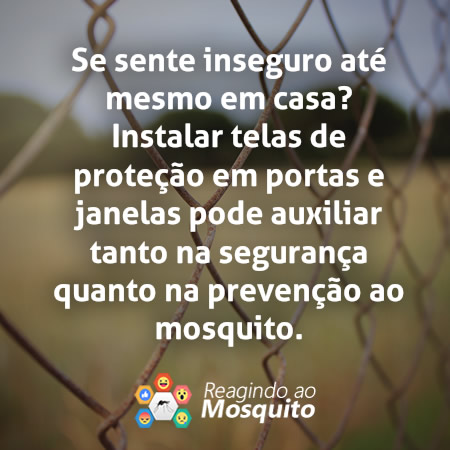 Se sente inseguro até
mesmo em casa?
Instalar telas de
proteção em portas e
janelas pode auxiliar
tanto na segurança
quanto na prevenção ao
mosquito.
Reagindo ao
Mosquito